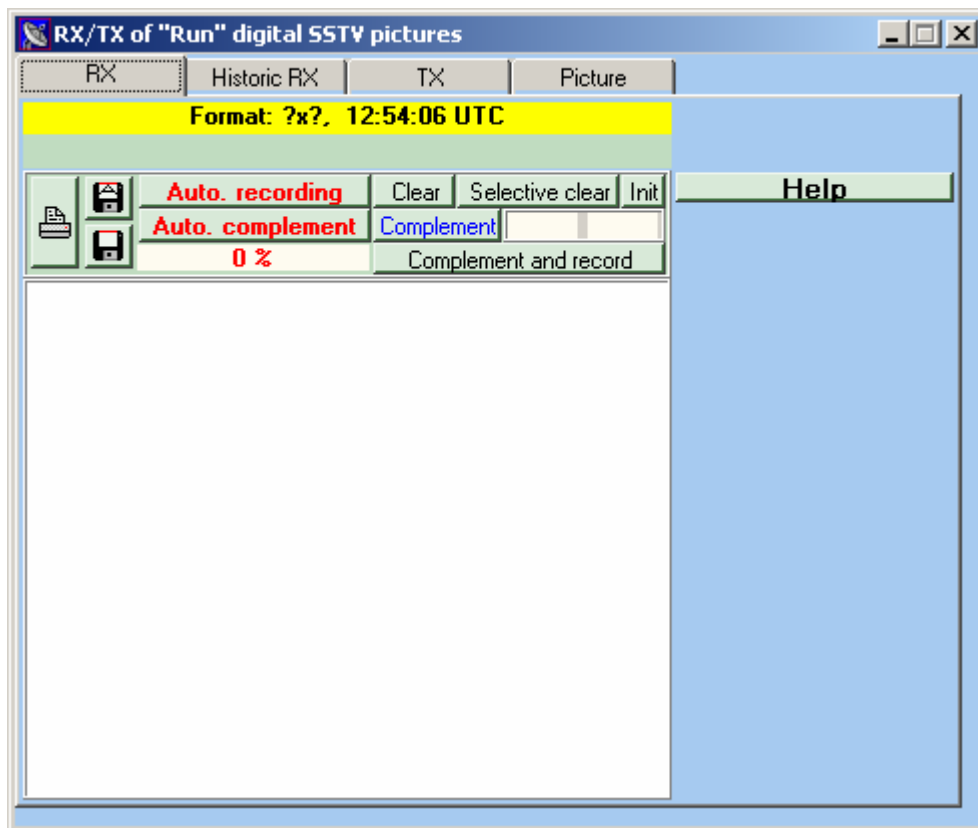 RX/TX of "Run" digital SSTV pictures
RX Historic RX TX Picture
Format: ?x?, 12:54:06 UTC
Auto. recording Clear Selective clear Init Help
Auto. complement Complement
0 % Complement and record